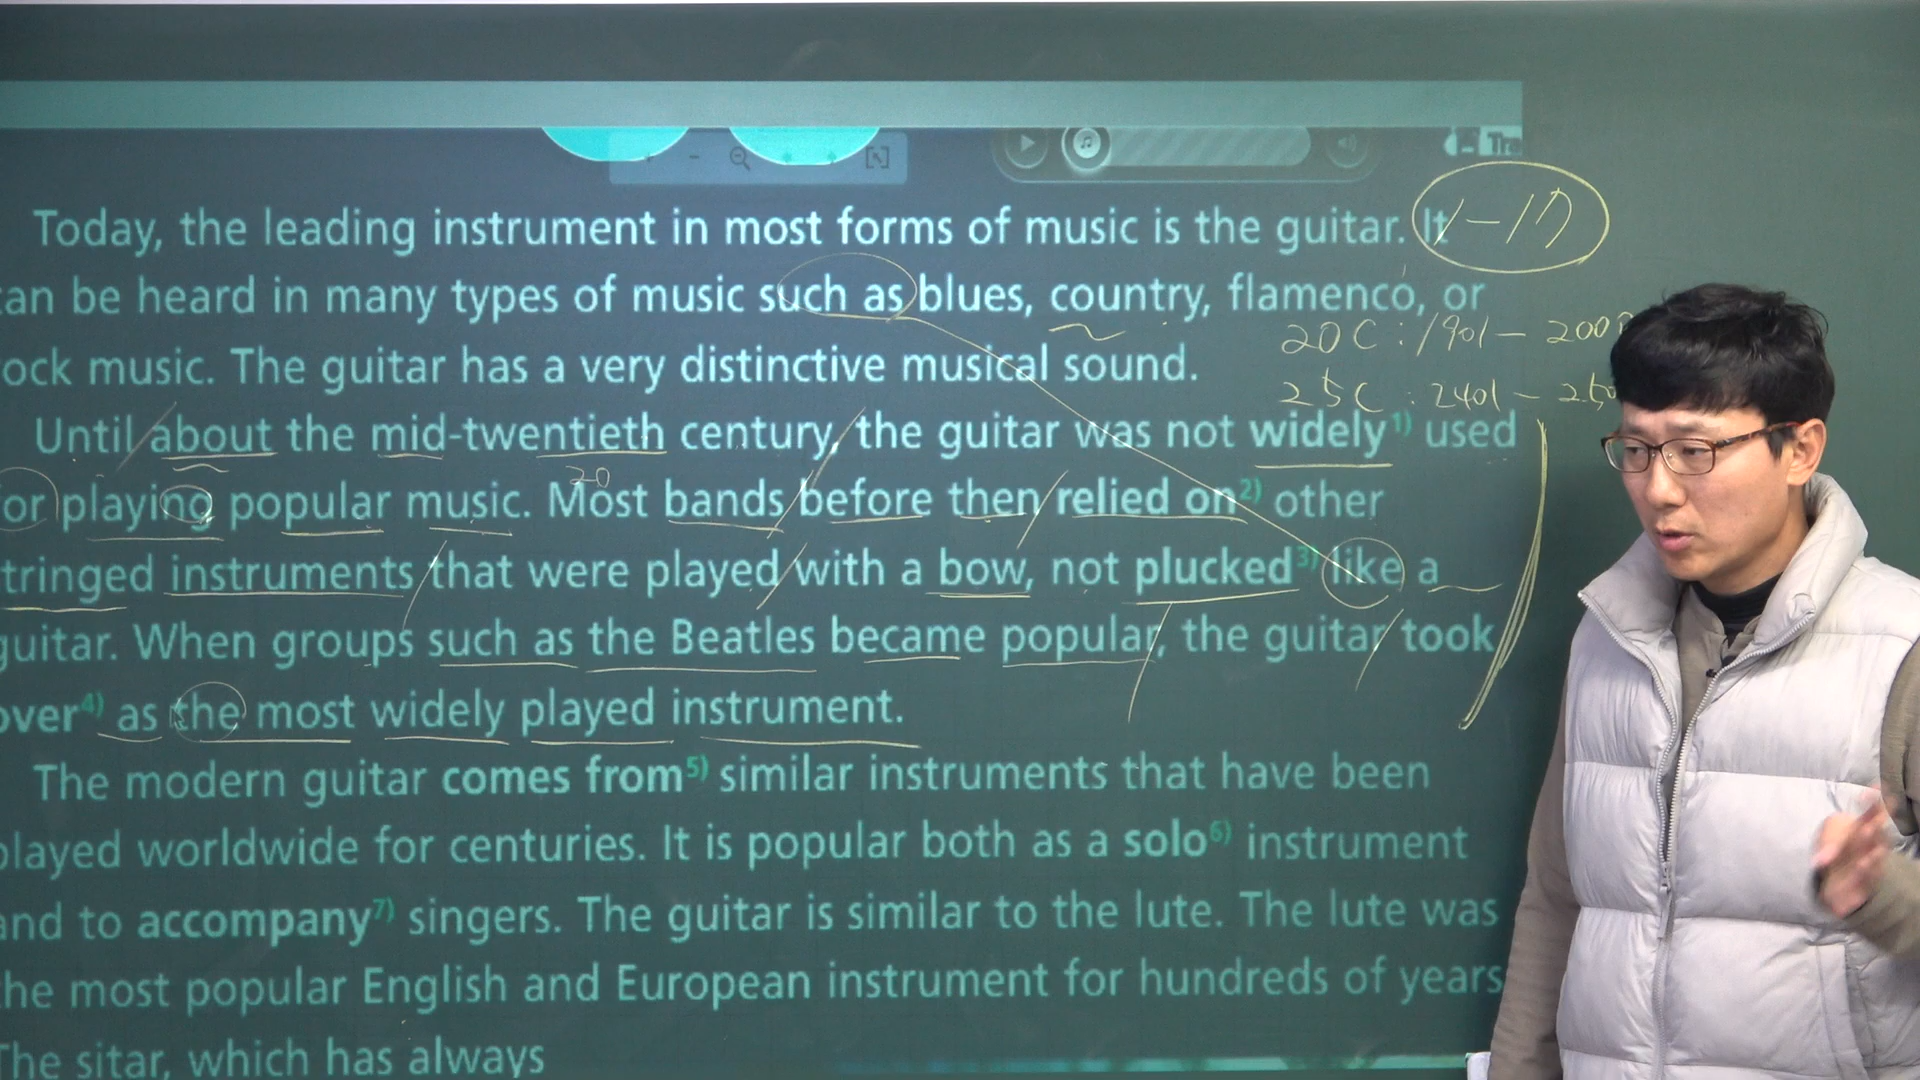 Tro
Today, the leading instrument in most forms of music is the guitar. It
can be heard in many types of music such as blues, country, flamenco, or
20C : 1901 - 200
ock music. The guitar has a very distinctive musical sound.
25C : 2401 - 250
Until about the mid-twentieth century, the guitar was not widely1) used
20
or playing popular music. Most bands before then relied on2) other
tringed instruments that were played with a bow, not plucked3) like a
guitar. When groups such as the Beatles became popular, the guitar took
over4) as the most widely played instrument.
The modern guitar comes from5) similar instruments that have been
played worldwide for centuries. It is popular both as a solo6) instrument
and to accompany7) singers. The guitar is similar to the lute. The lute was
the most popular English and European instrument for hundreds of years
The sitar, which has always